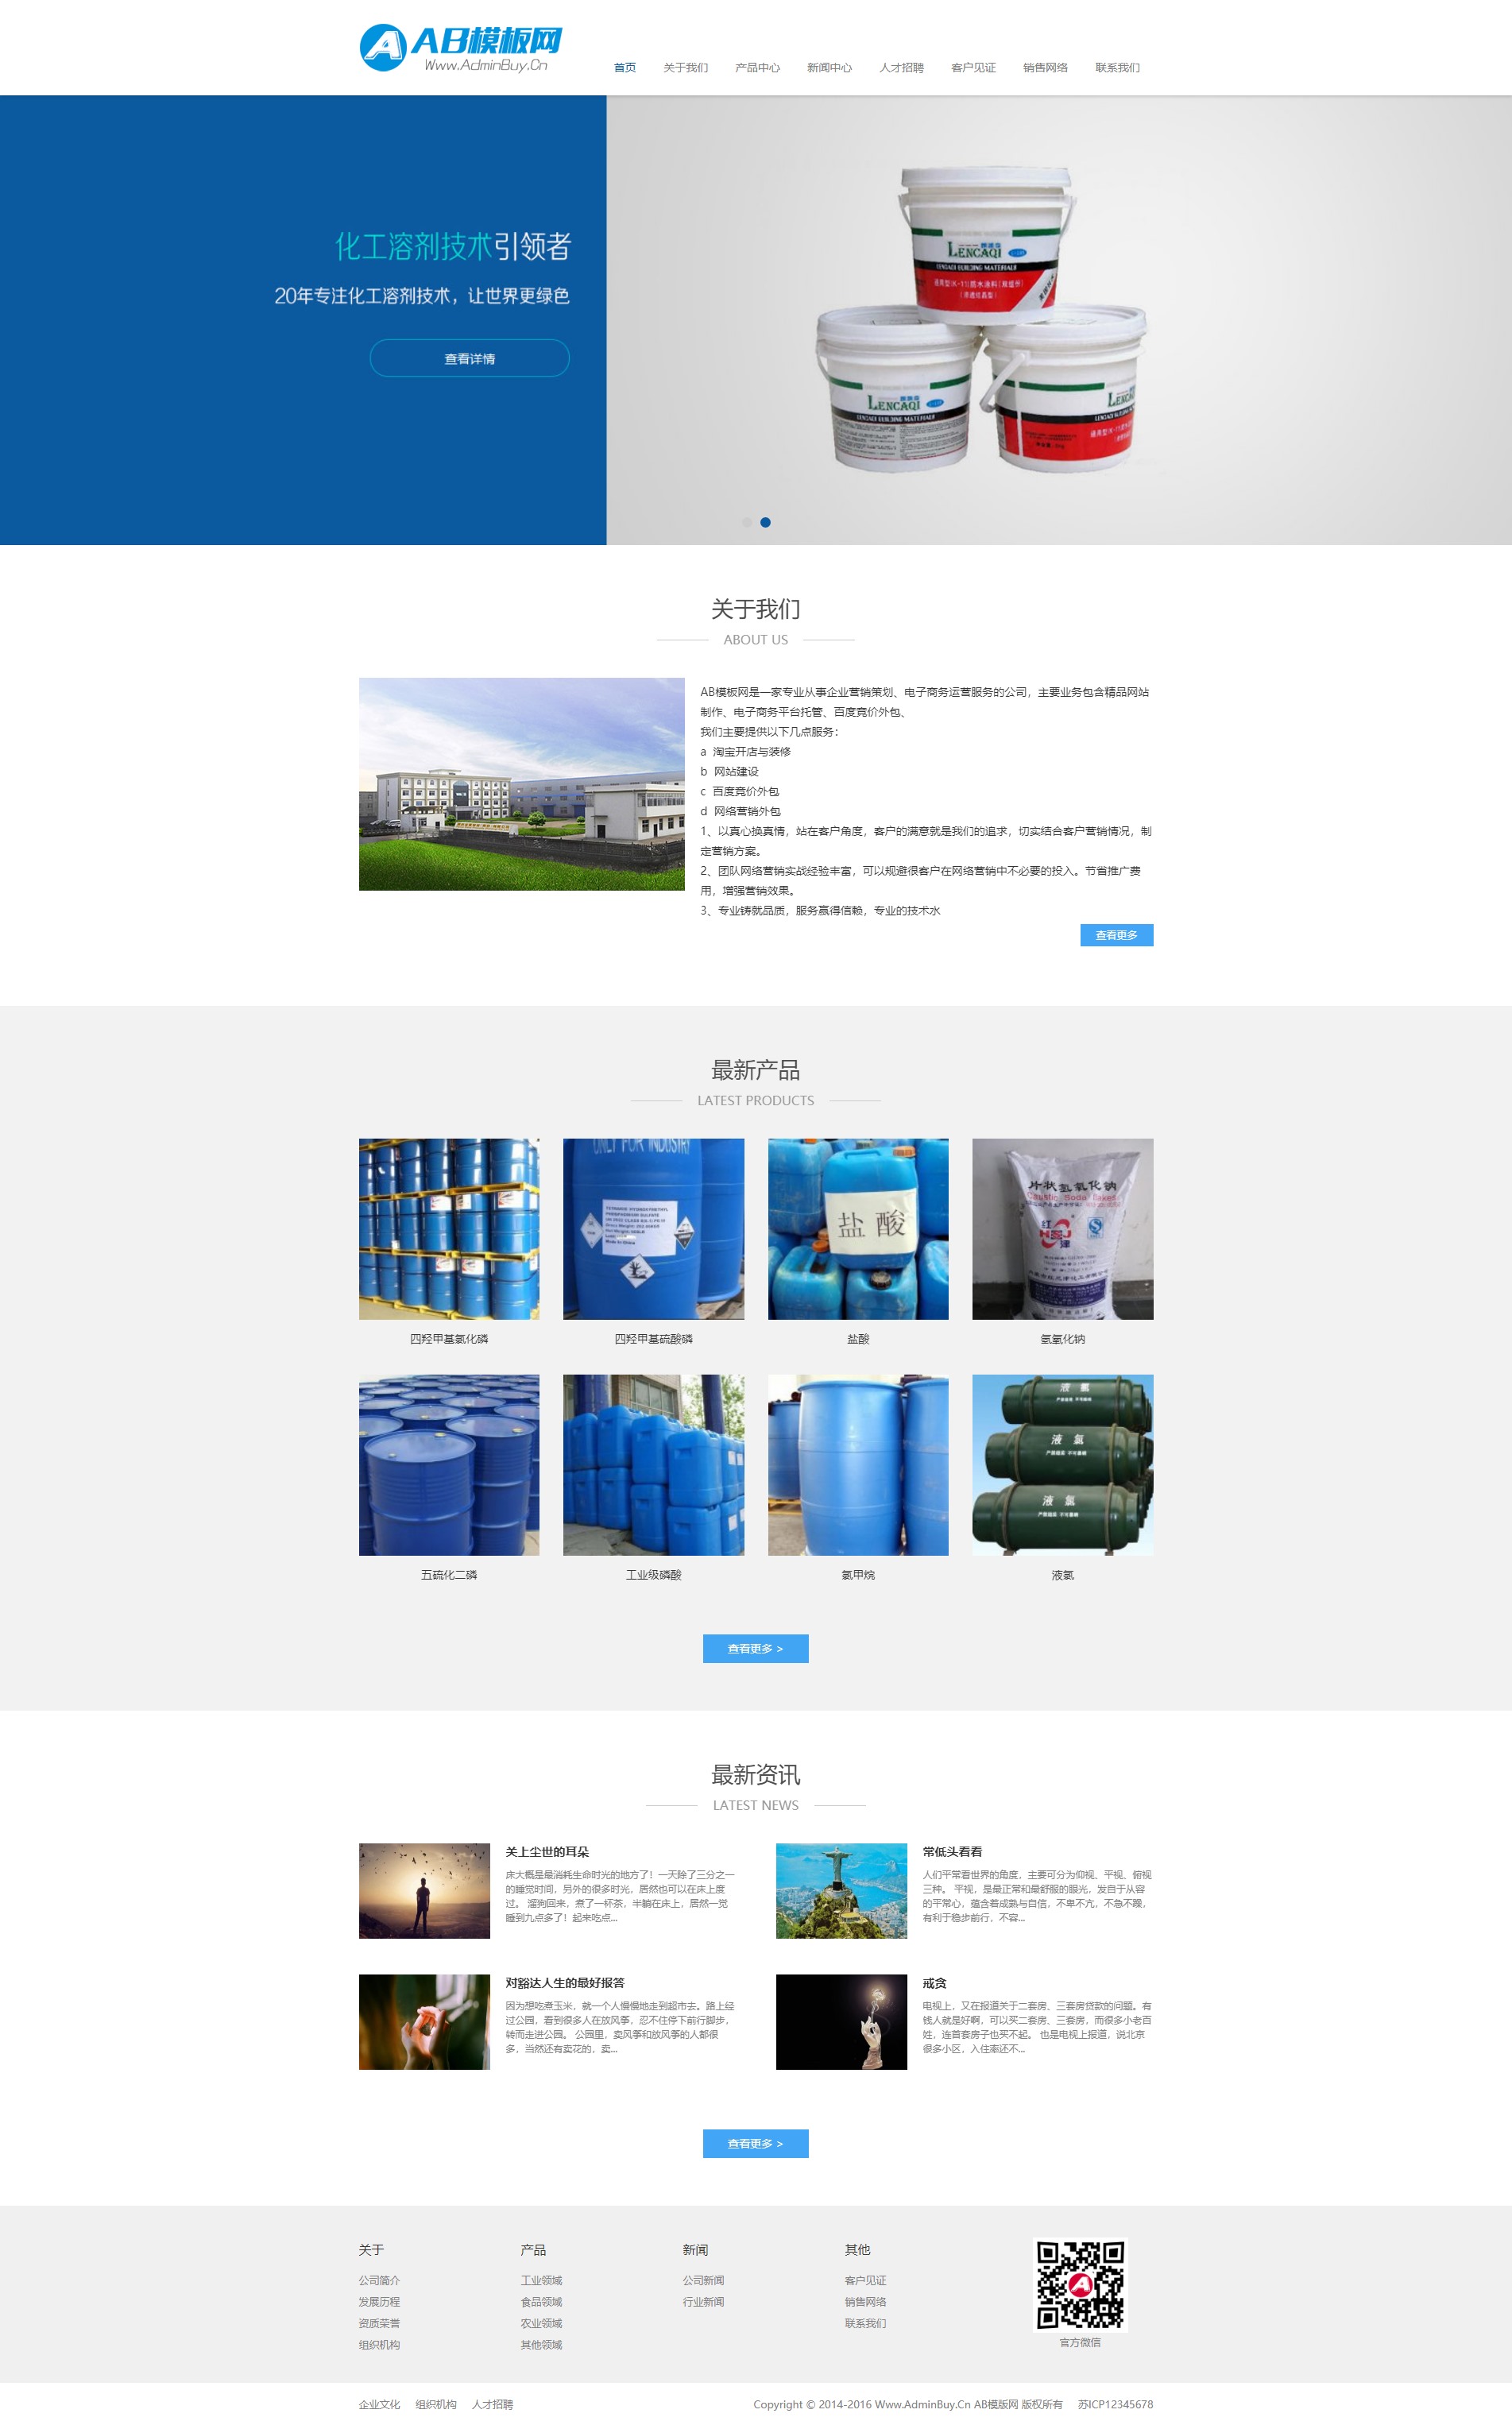 AB模板网
Www.AdminBuy.Cn
首页 关于我们 产品中心 新闻中心 人才招聘 客户见证 销售网络 联系我们
化工溶剂技术引领者
20年专注化工溶剂技术，让世界更绿色
查看详情
LENCAQI
LENCAQI BUILDING MATERIALS
通用型(K-11)防水涂料(双组份)
LENCAQI
LENCAQI BUILDING MATERIALS
关于我们
ABOUT US
AB模板网是一家专业从事企业营销策划、电子商务运营服务的公司，主要业务包含精品网站
制作、电子商务平台托管、百度竞价外包、
我们主要提供以下几点服务：
a 淘宝开店与装修
b 网站建设
c 百度竞价外包
d 网络营销外包
1、以真心换真情，站在客户角度，客户的满意就是我们的追求，切实结合客户营销情况，制
定营销方案。
2、团队网络营销实战经验丰富，可以规避很客户在网络营销中不必要的投入。节省推广费
用，增强营销效果。
3、专业铸就品质，服务赢得信赖，专业的技术水
查看更多
最新产品
LATEST PRODUCTS
ONLY FOR INDUSTRY
盐酸
片状氢氧化钠
Caustic Soda flakes
红
HSJ
津
四羟甲基氯化磷
四羟甲基硫酸磷
盐酸
氨氧化钠
液氯
液氯
液氯
五硫化二磷
工业级磷酸
氯甲烷
液氯
查看更多 >
最新资讯
LATEST NEWS
关上尘世的耳朵
床大概是最消耗生命时光的地方了！一天除了三分之一
的睡觉时间，另外的很多时光，居然也可以在床上度
过。 溜狗回来，煮了一杯茶，半躺在床上，居然一觉
睡到九点多了！起来吃点...
常低头看看
人们平常看世界的角度，主要可分为仰视、平视、俯视
三种。 平视，是最正常和最舒服的眼光，发自于从容
的平常心，蕴含着成熟与自信，不卑不亢，不急不躁，
有利于稳步前行，不容...
对豁达人生的最好报答
因为想吃煮玉米，就一个人慢慢地走到超市去。路上经
过公园，看到很多人在放风筝，忍不住停下前行脚步，
转而走进公园。 公园里，卖风筝和放风筝的人都很
多，当然还有卖花的，卖...
戒贪
电视上，又在报道关于二套房、三套房贷款的问题。有
钱人就是好啊，可以买二套房、三套房，而很多小老百
姓，连首套房子也买不起。 也是电视上报道，说北京
很多小区，入住率还不...
查看更多 >
关于
公司简介
发展历程
资质荣誉
组织机构
产品
工业领域
食品领域
农业领域
其他领域
新闻
公司新闻
行业新闻
其他
客户见证
销售网络
联系我们
官方微信
企业文化 组织机构 人才招聘
Copyright © 2014-2016 Www.AdminBuy.Cn AB模版网 版权所有 苏ICP12345678